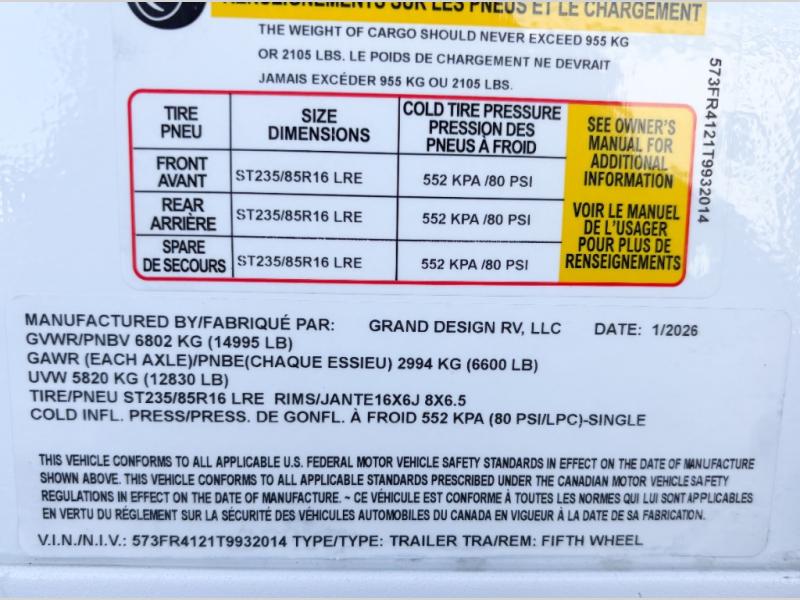 RENSEIGNEMENTS SUR LES PNEUS ET LE CHARGEMENT
THE WEIGHT OF CARGO SHOULD NEVER EXCEED 955 KG
OR 2105 LBS. LE POIDS DE CHARGEMENT NE DEVRAIT
JAMAIS EXCÉDER 955 KG OU 2105 LBS.
TIRE
PNEU
SIZE
DIMENSIONS
COLD TIRE PRESSURE
PRESSION DES
PNEUS À FROID
FRONT
AVANT
ST235/85R16 LRE
552 KPA /80 PSI
REAR
ARRIÈRE
ST235/85R16 LRE
552 KPA /80 PSI
SPARE
DE SECOURS
ST235/85R16 LRE
552 KPA /80 PSI
SEE OWNER'S
MANUAL FOR
ADDITIONAL
INFORMATION
VOIR LE MANUEL
DE L'USAGER
POUR PLUS DE
RENSEIGNEMENTS
573FR4121T9932014
MANUFACTURED BY/FABRIQUÉ PAR: GRAND DESIGN RV, LLC DATE: 1/2026
GVWR/PNBV 6802 KG (14995 LB)
GAWR (EACH AXLE)/PNBE(CHAQUE ESSIEU) 2994 KG (6600 LB)
UVW 5820 KG (12830 LB)
TIRE/PNEU ST235/85R16 LRE RIMS/JANTE16X6J 8X6.5
COLD INFL. PRESS/PRESS. DE GONFL. À FROID 552 KPA (80 PSI/LPC)-SINGLE
THIS VEHICLE CONFORMS TO ALL APPLICABLE U.S. FEDERAL MOTOR VEHICLE SAFETY STANDARDS IN EFFECT ON THE DATE OF MANUFACTURE
SHOWN ABOVE. THIS VEHICLE CONFORMS TO ALL APPLICABLE STANDARDS PRESCRIBED UNDER THE CANADIAN MOTOR VEHICLE SAFETY
REGULATIONS IN EFFECT ON THE DATE OF MANUFACTURE. ~ CE VÉHICULE EST CONFORME À TOUTES LES NORMES QUI LUI SONT APPLICABLES
EN VERTU DU RÉGLEMENT SUR LA SÉCURITÉ DES VÉHICULES AUTOMOBILES DU CANADA EN VIGUEUR À LA DATE DE SA FABRICATION.
V.I.N./N.I.V.: 573FR4121T9932014 TYPE/TYPE: TRAILER TRA/REM: FIFTH WHEEL